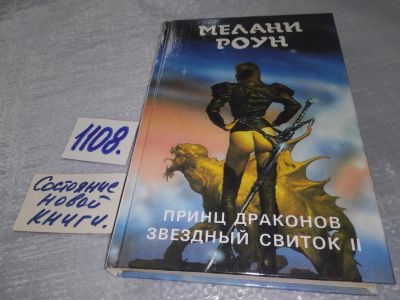 МЕЛАНИ
РОУН
1108.
Состояние
новой
книги.
ПРИНЦ ДРАКОНОВ
ЗВЕЗДНЫЙ СВИТОК II